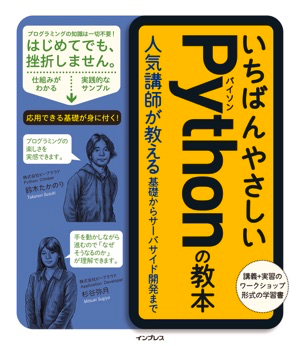 プログラミングの知識は一切不要!
はじめてでも、
挫折しません。
仕組みが
わかる
実践的な
サンプル
応用できる基礎が身に付く!
プログラミングの
楽しさを
実感できます。
株式会社ビープラウド
Python Climber
鈴木たかのり
Takanori Suzuki
手を動かしながら
進むので「なぜ
そうなるのか」
が理解できます。
株式会社ビープラウド
Application Developer
杉谷弥月
Mitsuki Sugiya
いちばんやさしい
Python
パイソン
の教本
人気講師が教える
基礎からサーバサイド開発まで
講義+実習の
ワークショップ
形式の学習書
インプレス